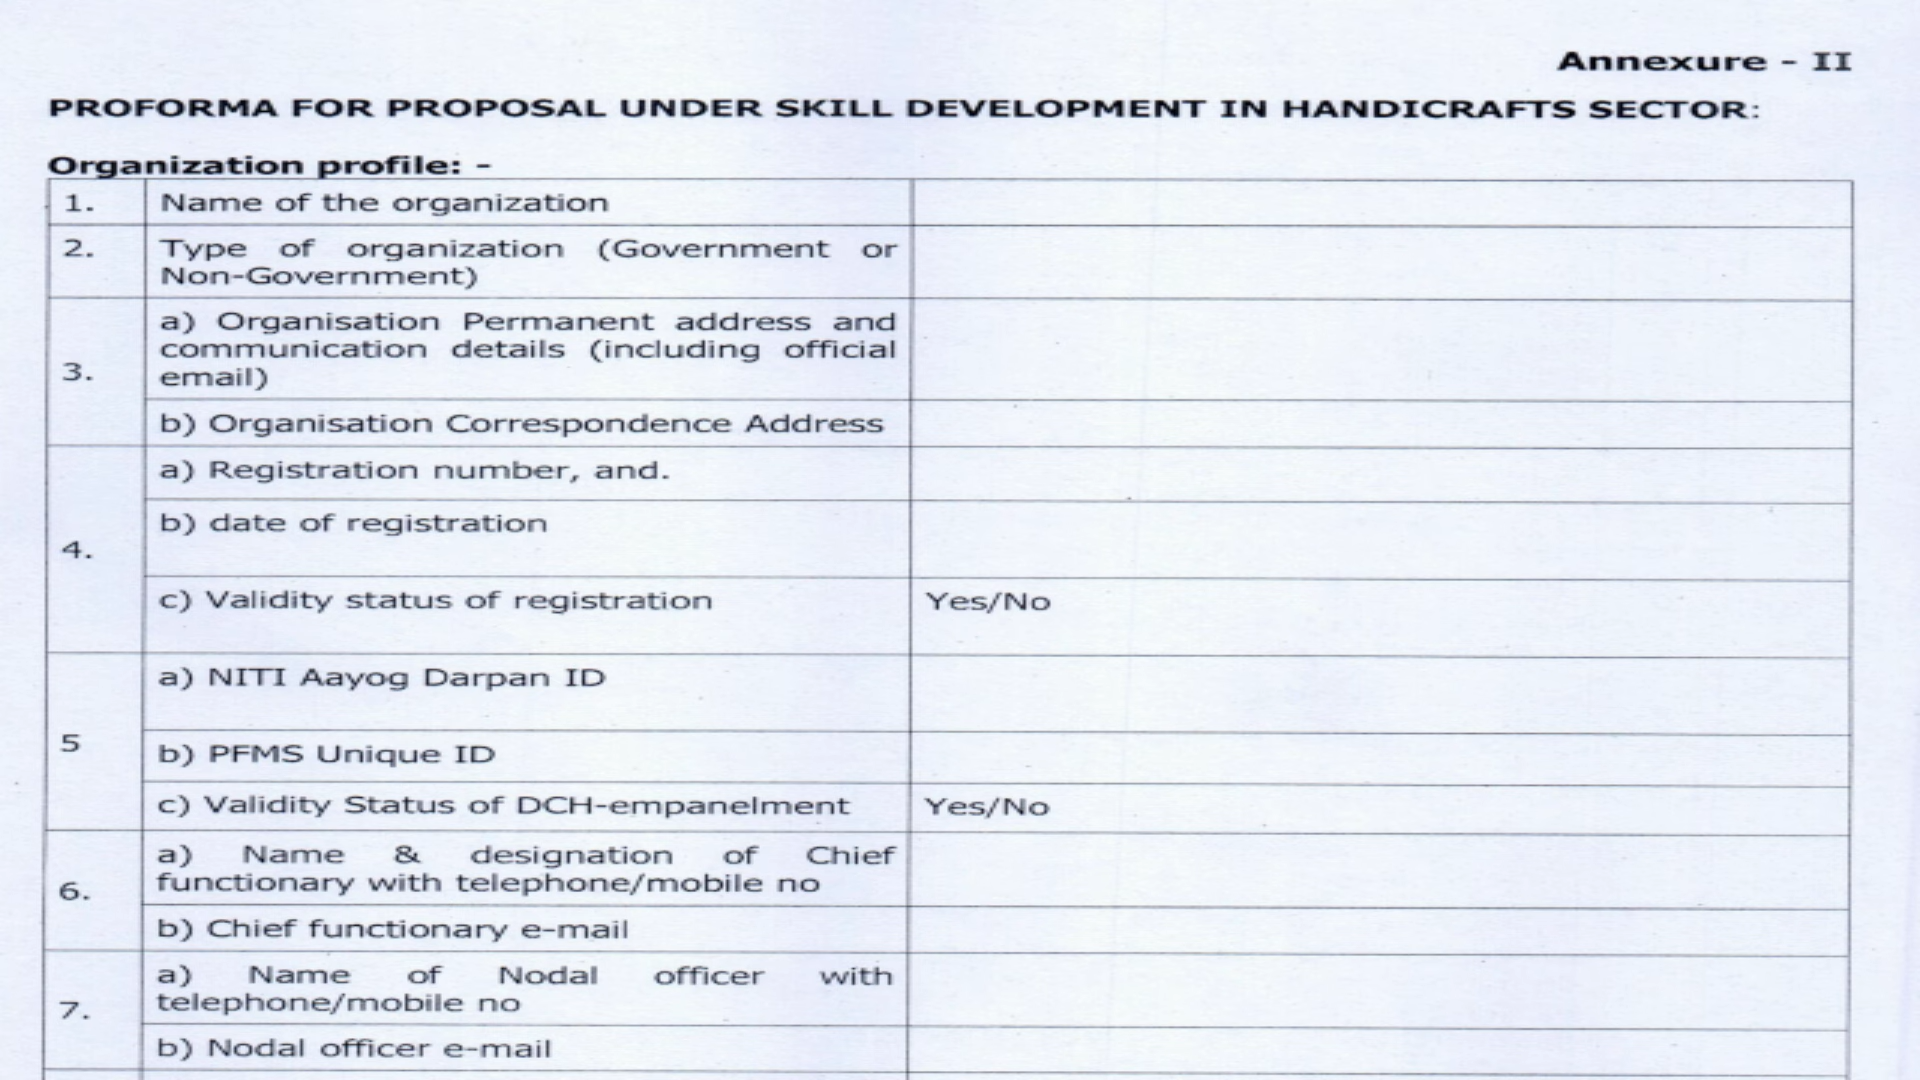 Annexure - II
PROFORMA FOR PROPOSAL UNDER SKILL DEVELOPMENT IN HANDICRAFTS SECTOR:
Organization profile: -
1. Name of the organization
2. Type of organization (Government or
Non-Government)
3. a) Organisation Permanent address and
communication details (including official
email)
b) Organisation Correspondence Address
4. a) Registration number, and.
b) date of registration
c) Validity status of registration Yes/No
5 a) NITI Aayog Darpan ID
b) PFMS Unique ID
c) Validity Status of DCH-empanelment Yes/No
6. a) Name & designation of Chief
functionary with telephone/mobile no
b) Chief functionary e-mail
7. a) Name of Nodal officer with
telephone/mobile no
b) Nodal officer e-mail